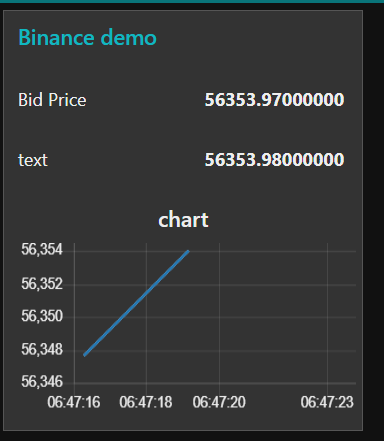 Binance demo
Bid Price 56353.97000000
text 56353.98000000
chart
56,354
56,352
56,350
56,348
56,346
06:47:16 06:47:18 06:47:20 06:47:23